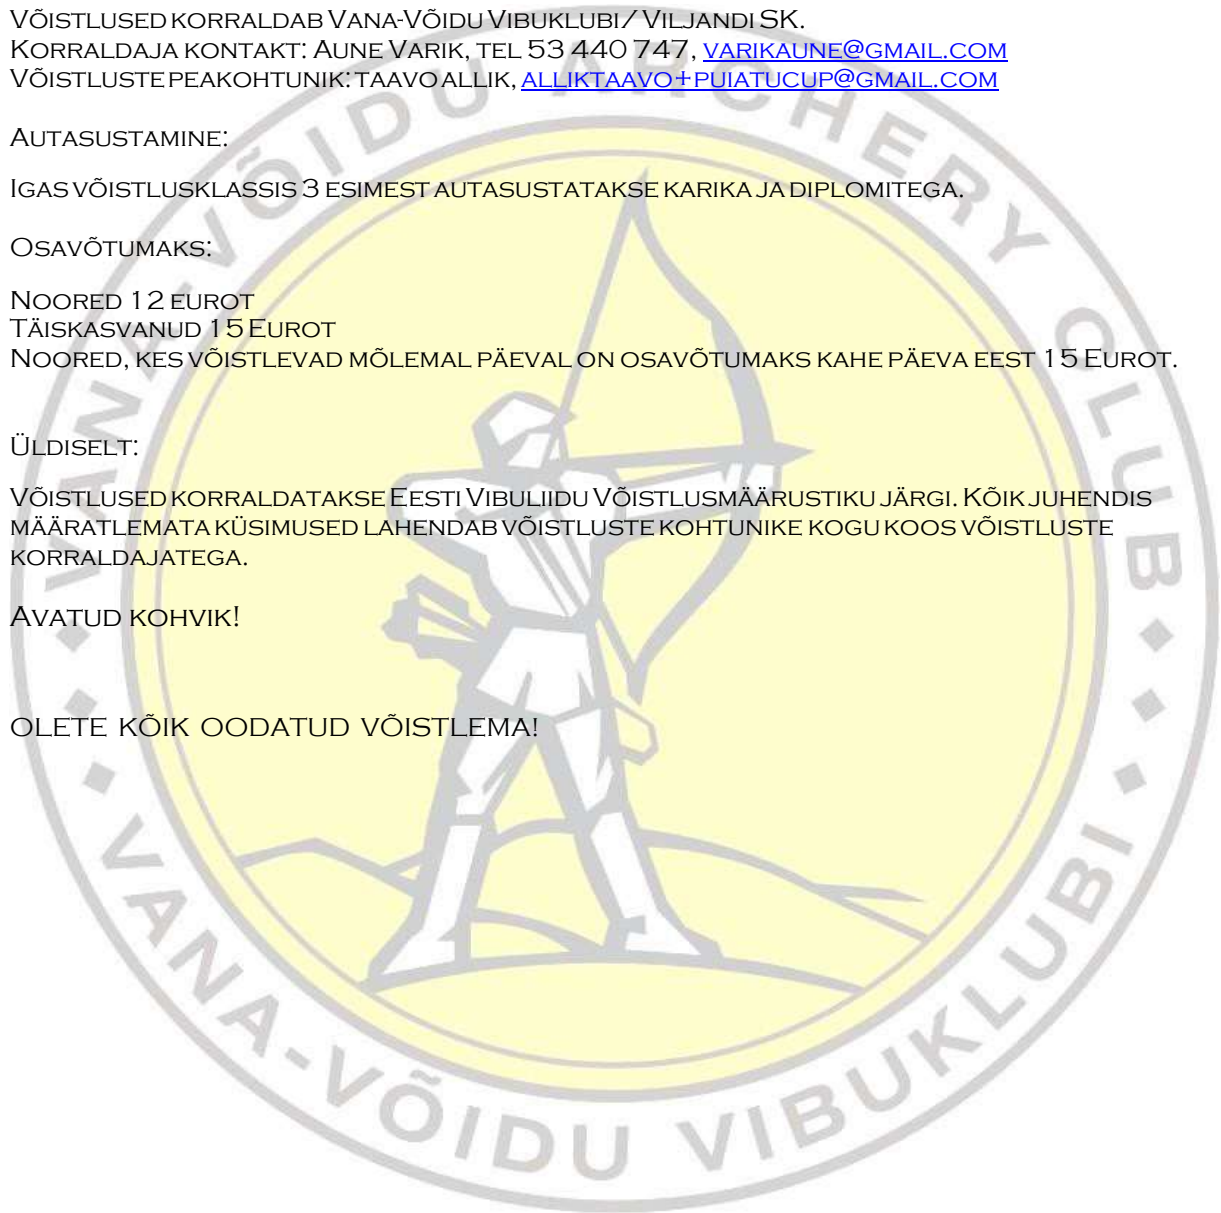 Võistlused korraldab Vana-Võidu Vibuklubi/ Viljandi SK.
Korraldaja kontakt: Aune Varik, tel 53 440 747, varikaune@gmail.com
Võistluste peakohtunik: Taavo Allik, alliktaavo+puiatucup@gmail.com
Autasustamine:
Igas võistlusklassis 3 esimest autasustatakse karika ja diplomitega.
Osavõtumaks:
Noored 12 eurot
Täiskasvanud 15 Eurot
Noored, kes võistlevad mõlemal päeval on osavõtumaks kahe päeva eest 15 Eurot.
Üldiselt:
Võistlused korraldatakse Eesti Vibuliidu Võistlusmäärustiku järgi. Kõik juhendis
määratlemata küsimused lahendab võistluste kohtunike kogu koos võistluste
korraldajatega.
Avatud kohvik!
OLETE KÕIK OODATUD VÕISTLEMA!
VANA-VÕIDU ARCHERY CLUB
VANA-VÕIDU VIBUKLUBI